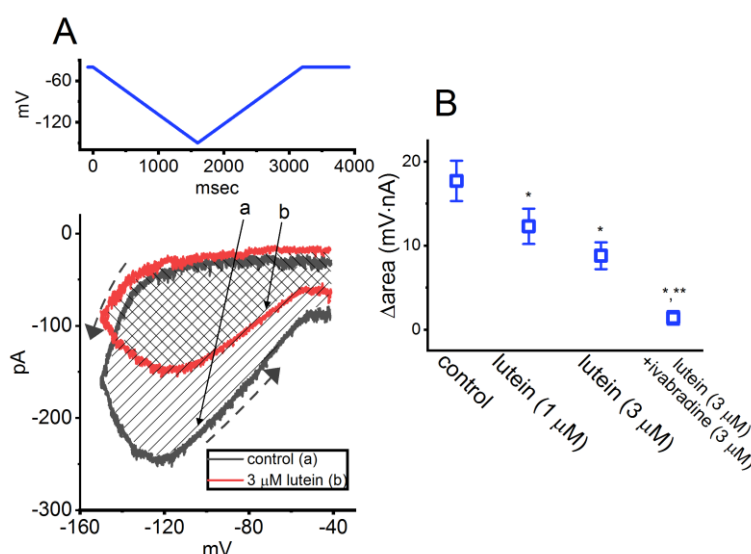 A
mV
-60
-120
0
1000
2000
3000
4000
msec
a
b
pA
0
-100
-200
-300
control (a)
3 μM lutein (b)
-160
-120
-80
-40
mV
B
Δarea (mV·nA)
20
10
0
*
*
*,**
control
lutein (1 μM)
lutein (3 μM)
lutein (3 μM)
+ivabradine (3 μM)